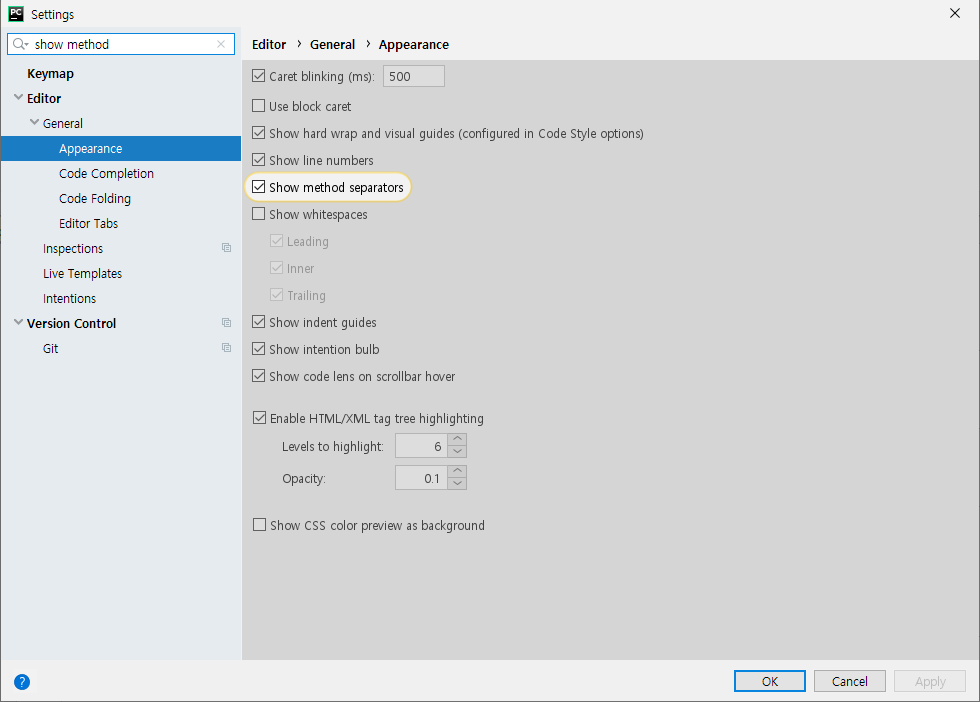 PC Settings
show method
Editor › General › Appearance
Keymap
Editor
General
Appearance
Code Completion
Code Folding
Editor Tabs
Inspections
Live Templates
Intentions
Version Control
Git
Caret blinking (ms): 500
Use block caret
Show hard wrap and visual guides (configured in Code Style options)
Show line numbers
Show method separators
Show whitespaces
Leading
Inner
Trailing
Show indent guides
Show intention bulb
Show code lens on scrollbar hover
Enable HTML/XML tag tree highlighting
Levels to highlight: 6
Opacity: 0.1
Show CSS color preview as background
? OK Cancel Apply